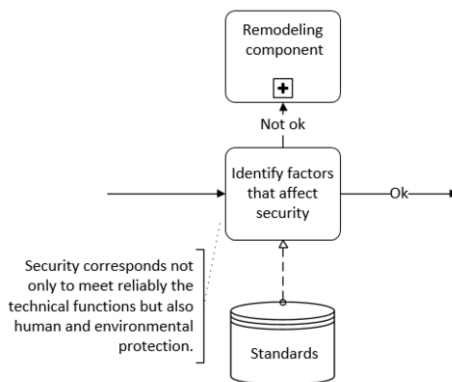 Remodeling
component
Not ok
Identify factors
that affect
security
Ok
Security corresponds not
only to meet reliably the
technical functions but also
human and environmental
protection.
Standards